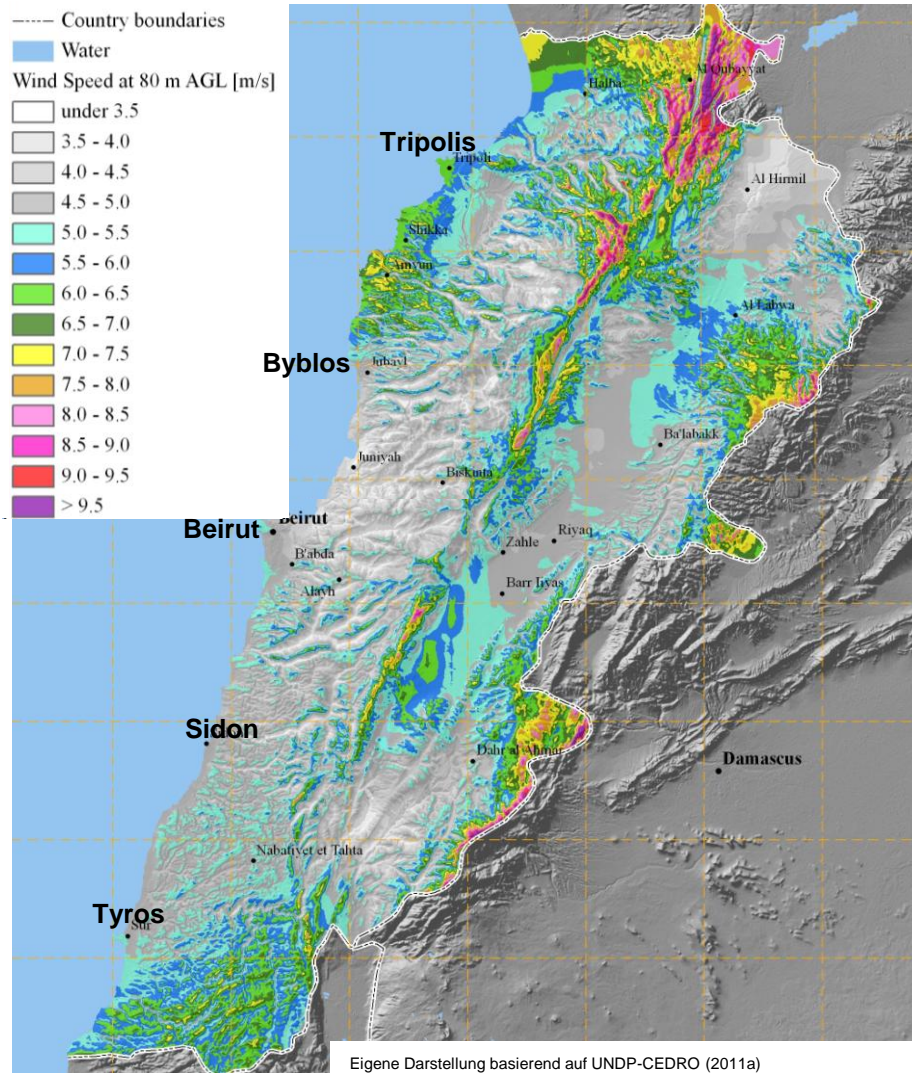 Country boundaries
Water
Wind Speed at 80 m AGL [m/s]
under 3.5
3.5 - 4.0
4.0 - 4.5
4.5 - 5.0
5.0 - 5.5
5.5 - 6.0
6.0 - 6.5
6.5 - 7.0
7.0 - 7.5
7.5 - 8.0
8.0 - 8.5
8.5 - 9.0
9.0 - 9.5
> 9.5
Al Qubayyat
Halba
Tripolis
Tripoli
Al Hirmil
Shikka
Amyun
Al Labwa
Byblos
Jubayl
Ba'labakk
Juniyah
Biskinta
Beirut
Beirut
Riyaq
Zahle
B'abda
Alayh
Barr Iiyas
Sidon
Dahr al Ahmar
Damascus
Nabatiyet et Tahta
Tyros
Sur
Eigene Darstellung basierend auf UNDP-CEDRO (2011a)